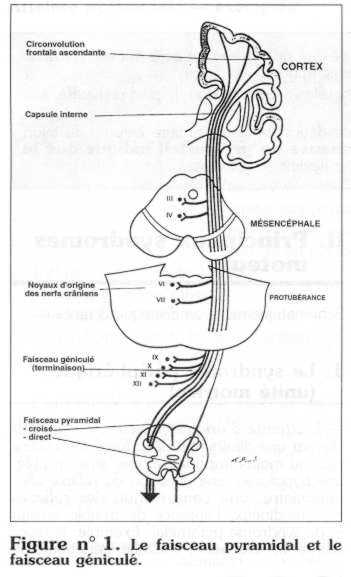 Circonvolution
frontale ascendante
CORTEX
Capsule interne
III
IV
MÉSENCÉPHALE
Noyaux d'origine
des nerfs crâniens
VI
VII
PROTUBÉRANCE
Faisceau géniculé
(terminaison)
IX
X
XI
XII
Faisceau pyramidal
- croisé
- direct
Figure n° 1. Le faisceau pyramidal et le
faisceau géniculé.